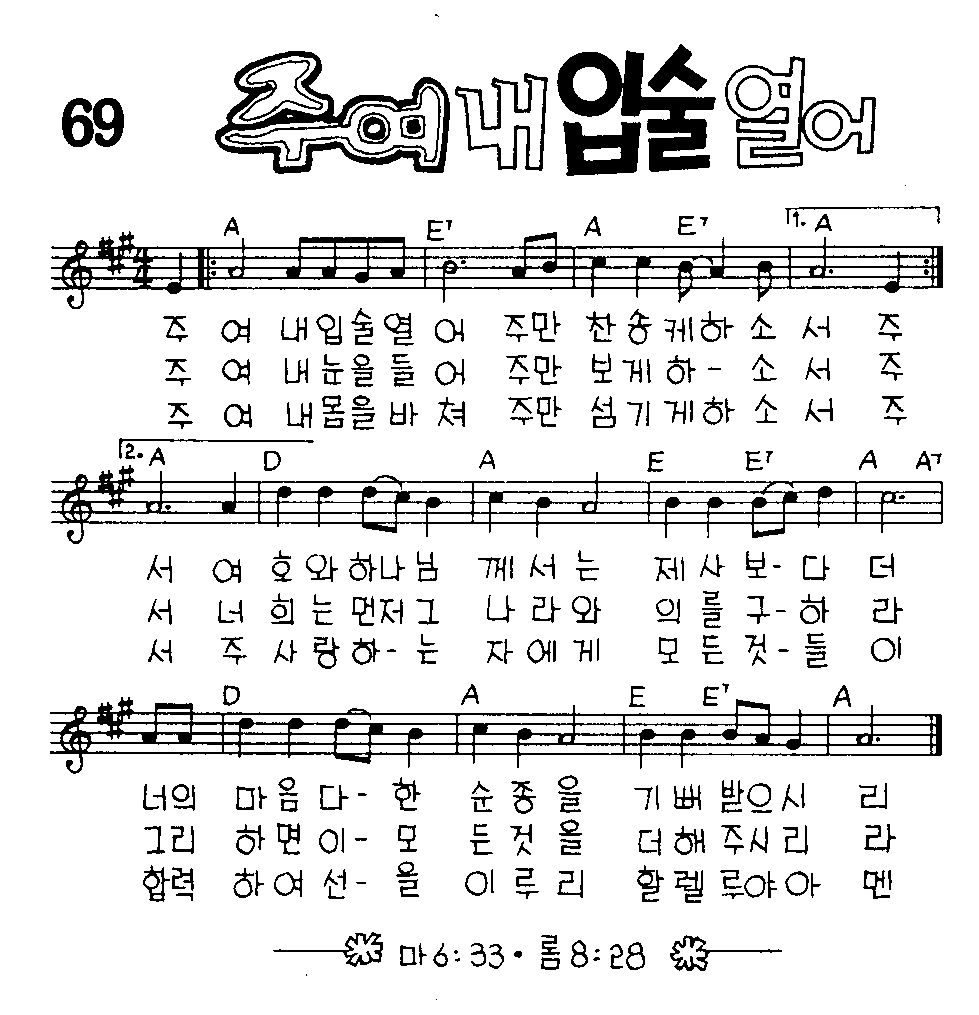 69 주여 내 입술 열어
A E7 A E7 1. A
4/4
주 여 내입술열 어 주만 찬송케하 소 서 주
주 여 내눈을들 어 주만 보게하- 소 서 주
주 여 내몸을바 쳐 주만 섬기게하 소 서 주
2. A D A E E7 A A7
서 여 호와하나님 께서는 제사보-다 더
서 너 희는먼저그 나라와 의를구-하 라
서 주 사랑하-는 자에게 모든것-들 이
D A E E7 A
너의 마음다-한 순종을 기뻐받으시 리
그리 하면이-모 든것을 더해주시리 라
합력 하여선-을 이루리 할렐루야아 멘
마6:33 · 롬8:28